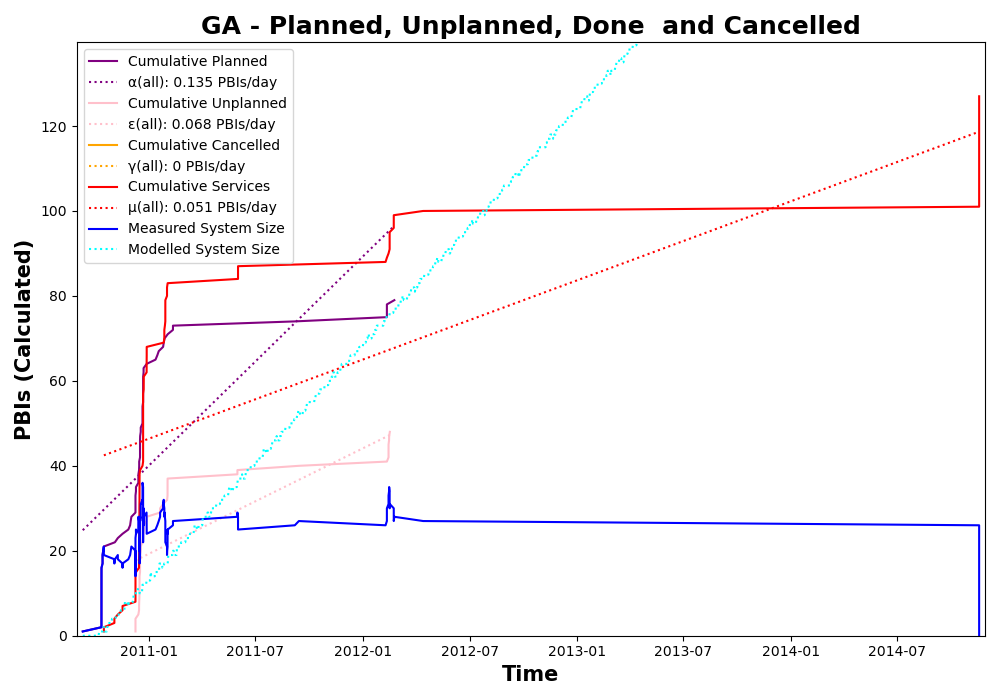 GA - Planned, Unplanned, Done  and Cancelled
Cumulative Planned
α(all): 0.135 PBIs/day
Cumulative Unplanned
ε(all): 0.068 PBIs/day
Cumulative Cancelled
γ(all): 0 PBIs/day
Cumulative Services
μ(all): 0.051 PBIs/day
Measured System Size
Modelled System Size
PBIs (Calculated)
120
100
80
60
40
20
0
2011-01 2011-07 2012-01 2012-07 2013-01 2013-07 2014-01 2014-07
Time